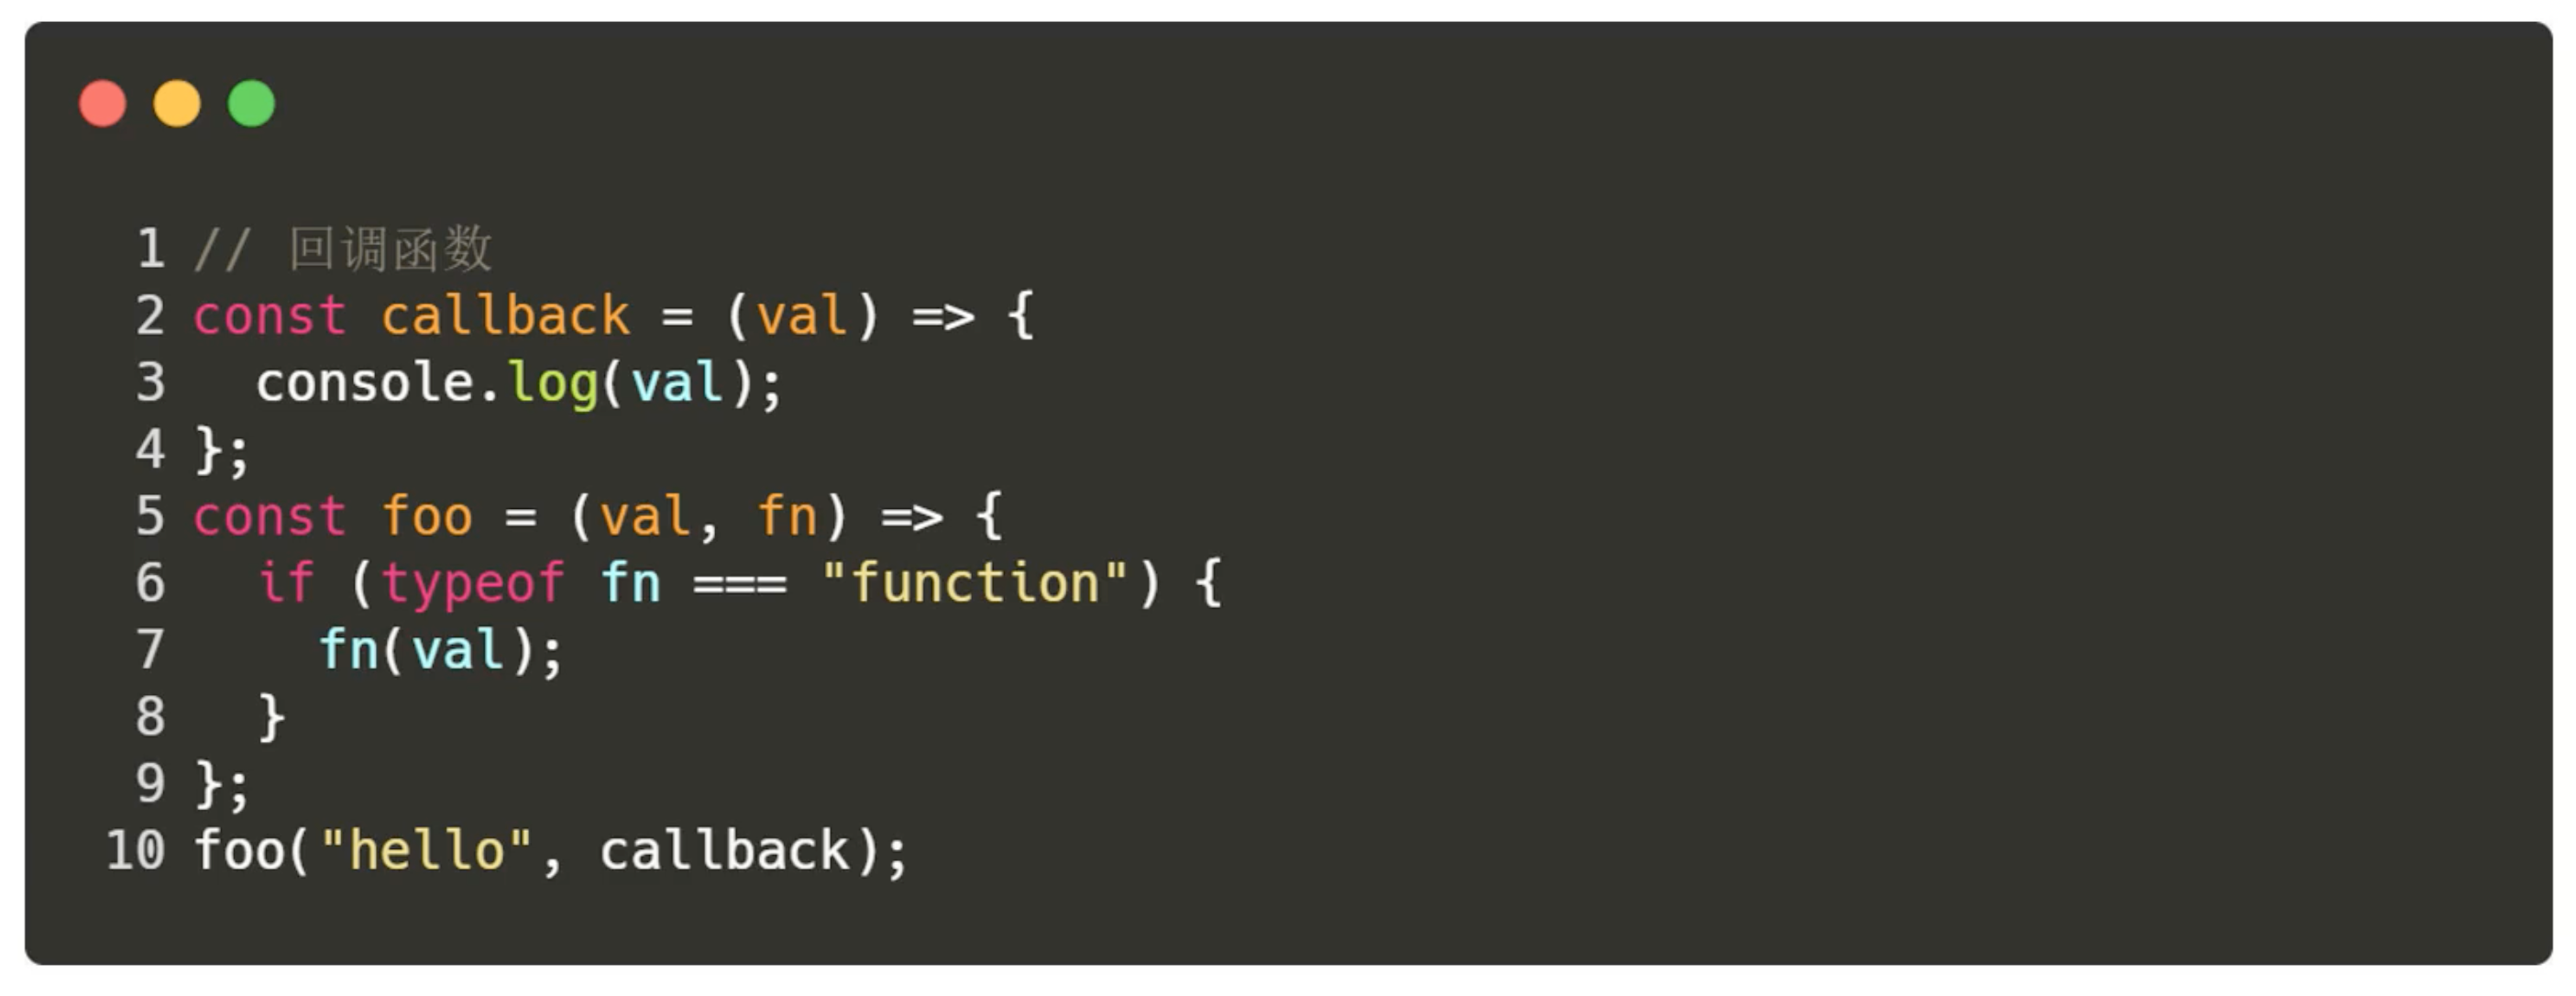 1 // 回调函数
2 const callback = (val) => {
3   console.log(val);
4 };
5 const foo = (val, fn) => {
6   if (typeof fn === "function") {
7     fn(val);
8   }
9 };
10 foo("hello", callback);